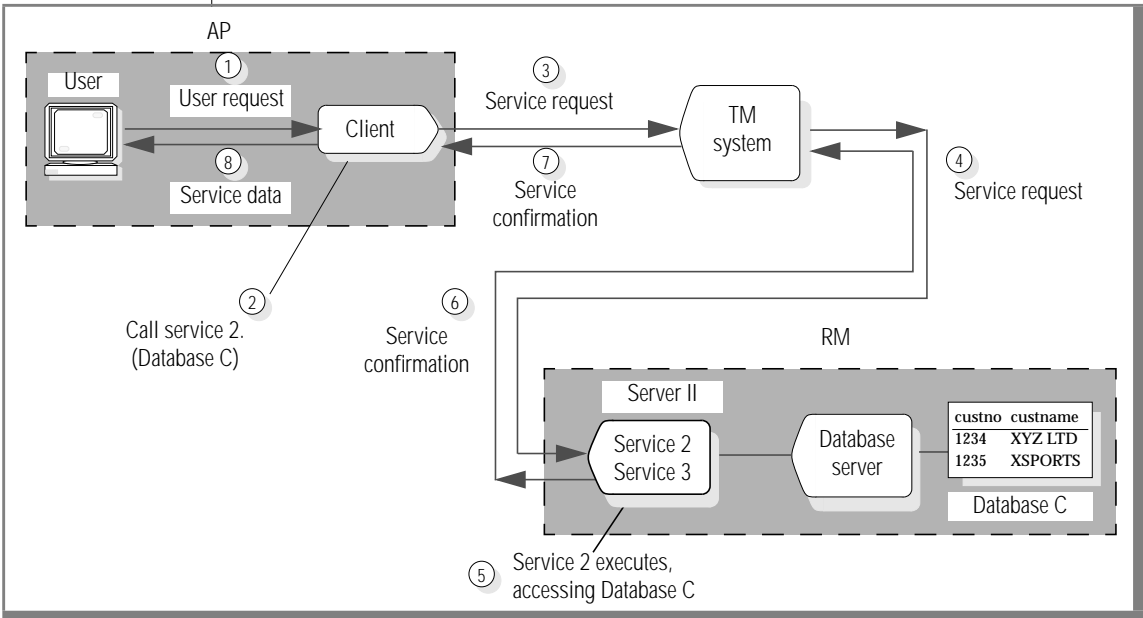 AP
1
User
User request
Client
8
Service data
3
Service request
TM
system
7
Service
confirmation
4
Service request
2
Call service 2.
(Database C)
6
Service
confirmation
RM
Server II
Service 2
Service 3
Database
server
custno custname
1234 XYZ LTD
1235 XSPORTS
Database C
5
Service 2 executes,
accessing Database C